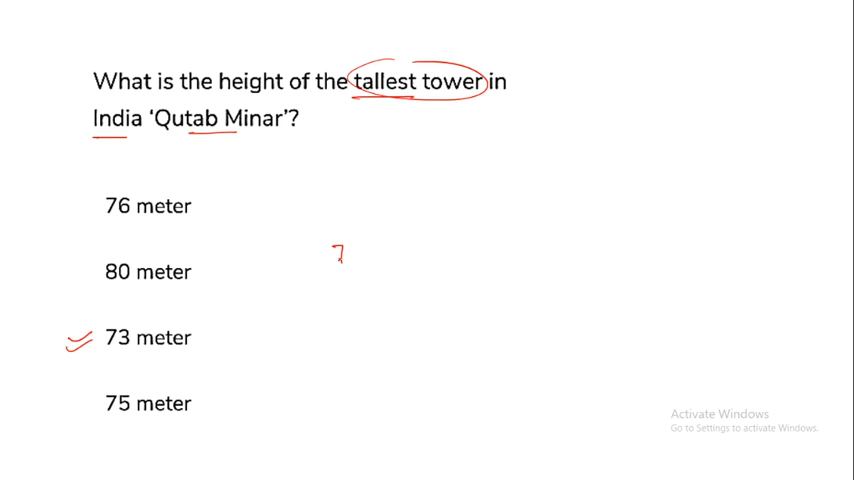 What is the height of the tallest tower in
India ‘Qutab Minar’?
76 meter
80 meter
73 meter
75 meter
Activate Windows
Go to Settings to activate Windows.